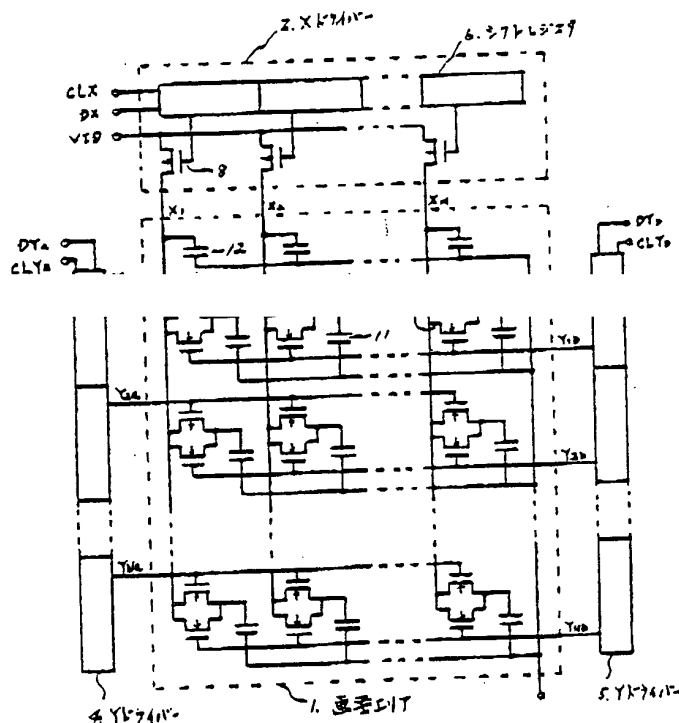 2. Xドライバー
6. シフトレジスタ
CLX
DX
VID
8
X1
X2
XM
12
DYa
CLYa
DYb
CLYb
11
Y1b
Y2a
Y2b
YNa
YNb
4. Yドライバー
1. 画素エリア
5. Yドライバー